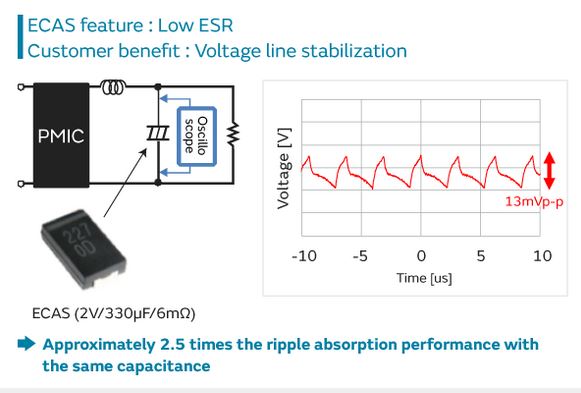 ECAS feature : Low ESR
Customer benefit : Voltage line stabilization
PMIC
Oscillo
scope
227
0D
ECAS (2V/330µF/6mΩ)
Voltage [V]
13mVp-p
-10 -5 0 5 10
Time [us]
Approximately 2.5 times the ripple absorption performance with
the same capacitance